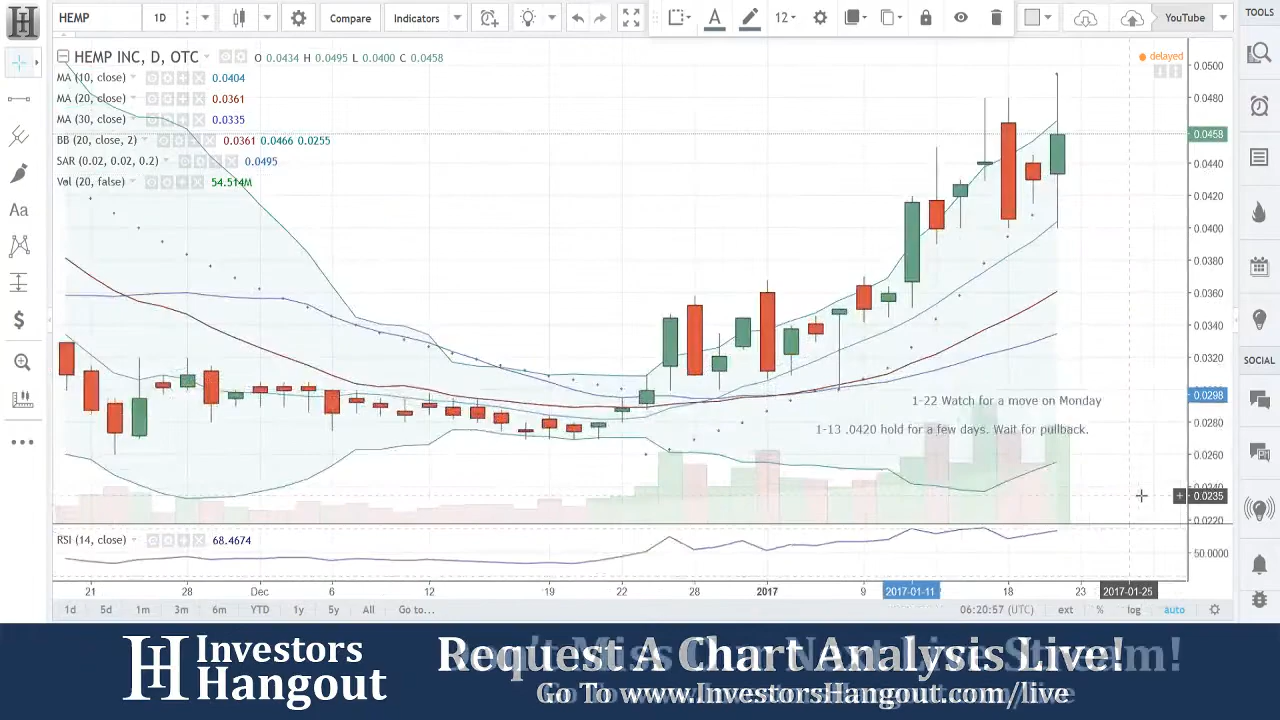 HEMP 1D Compare Indicators 12 YouTube TOOLS
HEMP INC, D, OTC O 0.0434 H 0.0495 L 0.0400 C 0.0458
delayed
MA (10, close) 0.0404
MA (20, close) 0.0361
MA (30, close) 0.0335
BB (20, close, 2) 0.0361 0.0466 0.0255
SAR (0.02, 0.02, 0.2) 0.0495
Vol (20, false) 54.514M
0.0500
0.0480
0.0458
0.0440
0.0420
0.0400
0.0380
0.0360
0.0340
0.0320
0.0298
0.0280
0.0260
0.0240
0.0235
0.0220
Aa
$
SOCIAL
1-22 Watch for a move on Monday
1-13 .0420 hold for a few days. Wait for pullback.
RSI (14, close) 68.4674
50.0000
21 28 Dec 6 12 19 22 28 2017 9 2017-01-11 18 23 2017-01-25
1d 5d 1m 3m 6m YTD 1y 5y All Go to... 06:20:57 (UTC) ext % log auto
Investors
Hangout
Request A Chart Analysis Live!
Go To www.InvestorsHangout.com/live